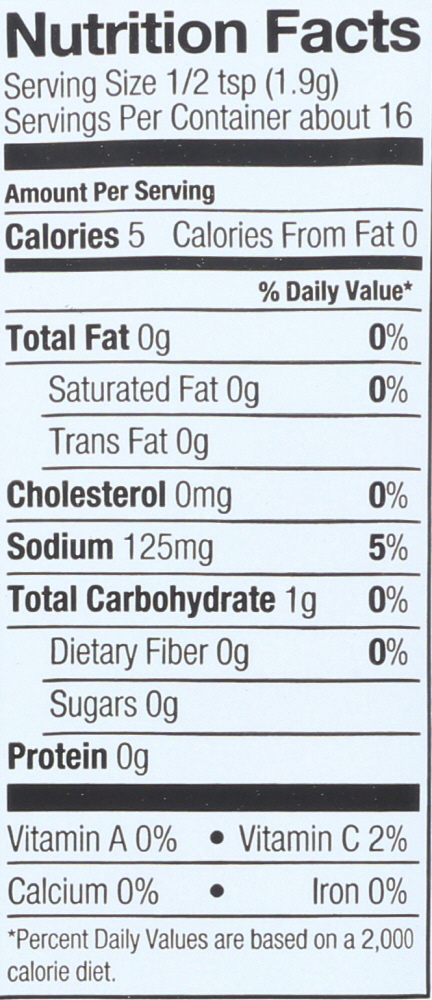 Nutrition Facts
Serving Size 1/2 tsp (1.9g)
Servings Per Container about 16
Amount Per Serving
Calories 5 Calories From Fat 0
% Daily Value*
Total Fat 0g 0%
Saturated Fat 0g 0%
Trans Fat 0g
Cholesterol 0mg 0%
Sodium 125mg 5%
Total Carbohydrate 1g 0%
Dietary Fiber 0g 0%
Sugars 0g
Protein 0g
Vitamin A 0% • Vitamin C 2%
Calcium 0% • Iron 0%
*Percent Daily Values are based on a 2,000
calorie diet.